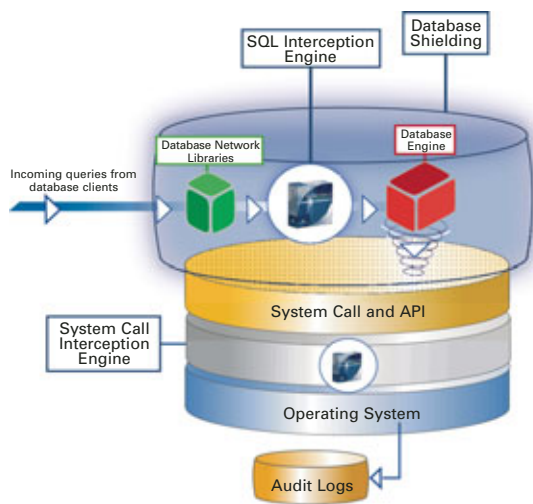 SQL Interception
Engine
Database
Shielding
Database Network
Libraries
Database
Engine
Incoming queries from
database clients
System Call and API
System Call
Interception
Engine
Operating System
Audit Logs